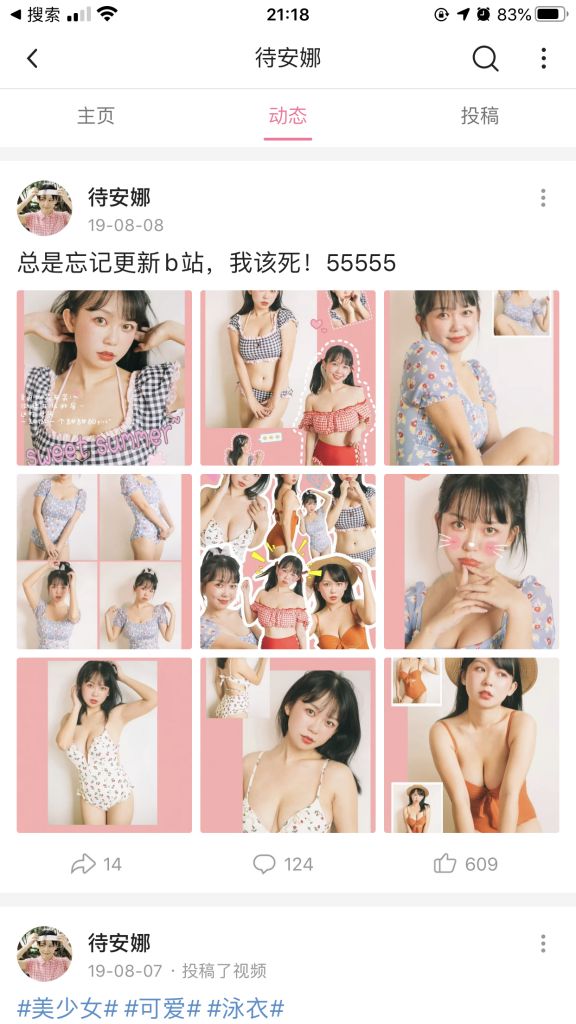 搜索
21:18
83%
待安娜
主页
动态
投稿
待安娜
19-08-08
总是忘记更新b站，我该死！55555
sweet summer
14
124
609
待安娜
19-08-07 · 投稿了视频
#美少女# #可爱# #泳衣#